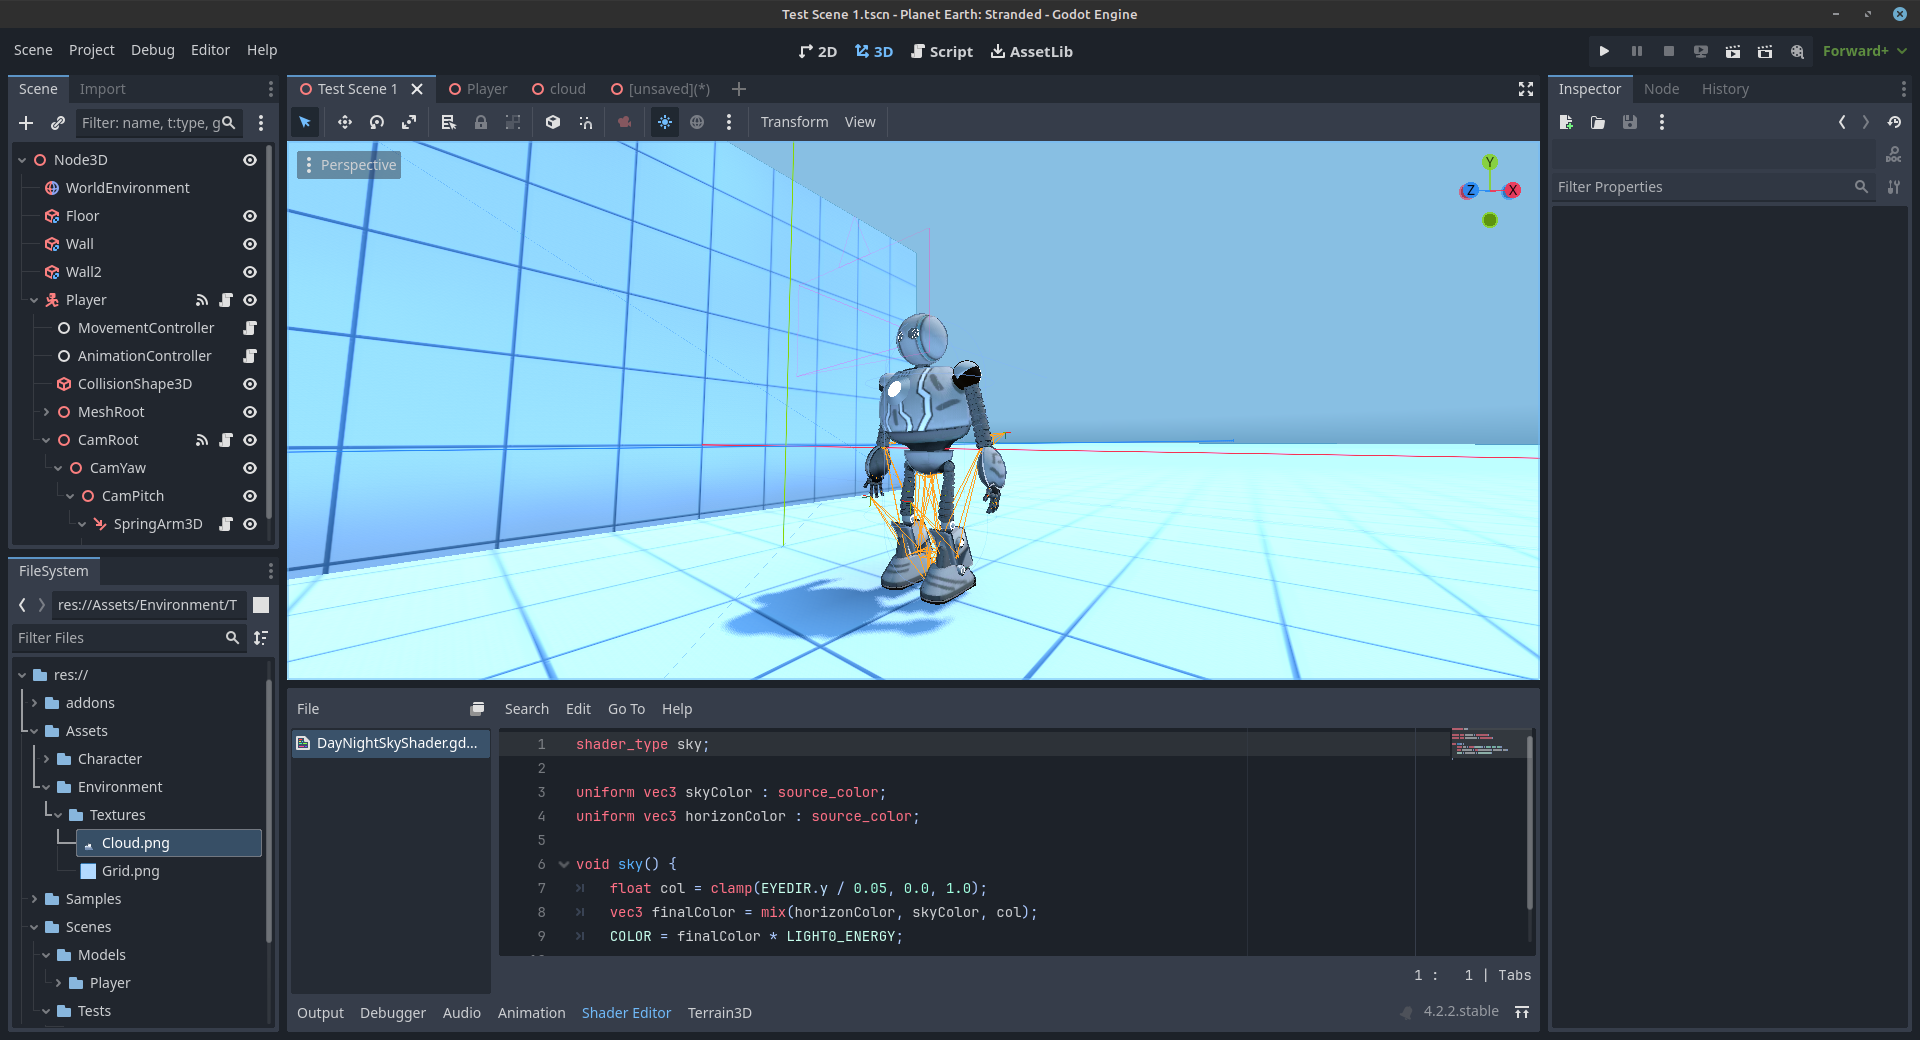 Test Scene 1.tscn - Planet Earth: Stranded - Godot Engine
Scene Project Debug Editor Help
2D 3D Script AssetLib
Forward+
Scene Import
Filter: name, t:type, g
Node3D
WorldEnvironment
Floor
Wall
Wall2
Player
MovementController
AnimationController
CollisionShape3D
MeshRoot
CamRoot
CamYaw
CamPitch
SpringArm3D
FileSystem
res://Assets/Environment/T
Filter Files
res://
addons
Assets
Character
Environment
Textures
Cloud.png
Grid.png
Samples
Scenes
Models
Player
Tests
Test Scene 1 Player cloud [unsaved](*)
Transform View
Perspective
Y
Z X
File Search Edit Go To Help
DayNightSkyShader.gd...
1 shader_type sky;
2
3 uniform vec3 skyColor : source_color;
4 uniform vec3 horizonColor : source_color;
5
6 void sky() {
7 float col = clamp(EYEDIR.y / 0.05, 0.0, 1.0);
8 vec3 finalColor = mix(horizonColor, skyColor, col);
9 COLOR = finalColor * LIGHT0_ENERGY;
1 : 1 | Tabs
Output Debugger Audio Animation Shader Editor Terrain3D
4.2.2.stable
Inspector Node History
DOC
Filter Properties